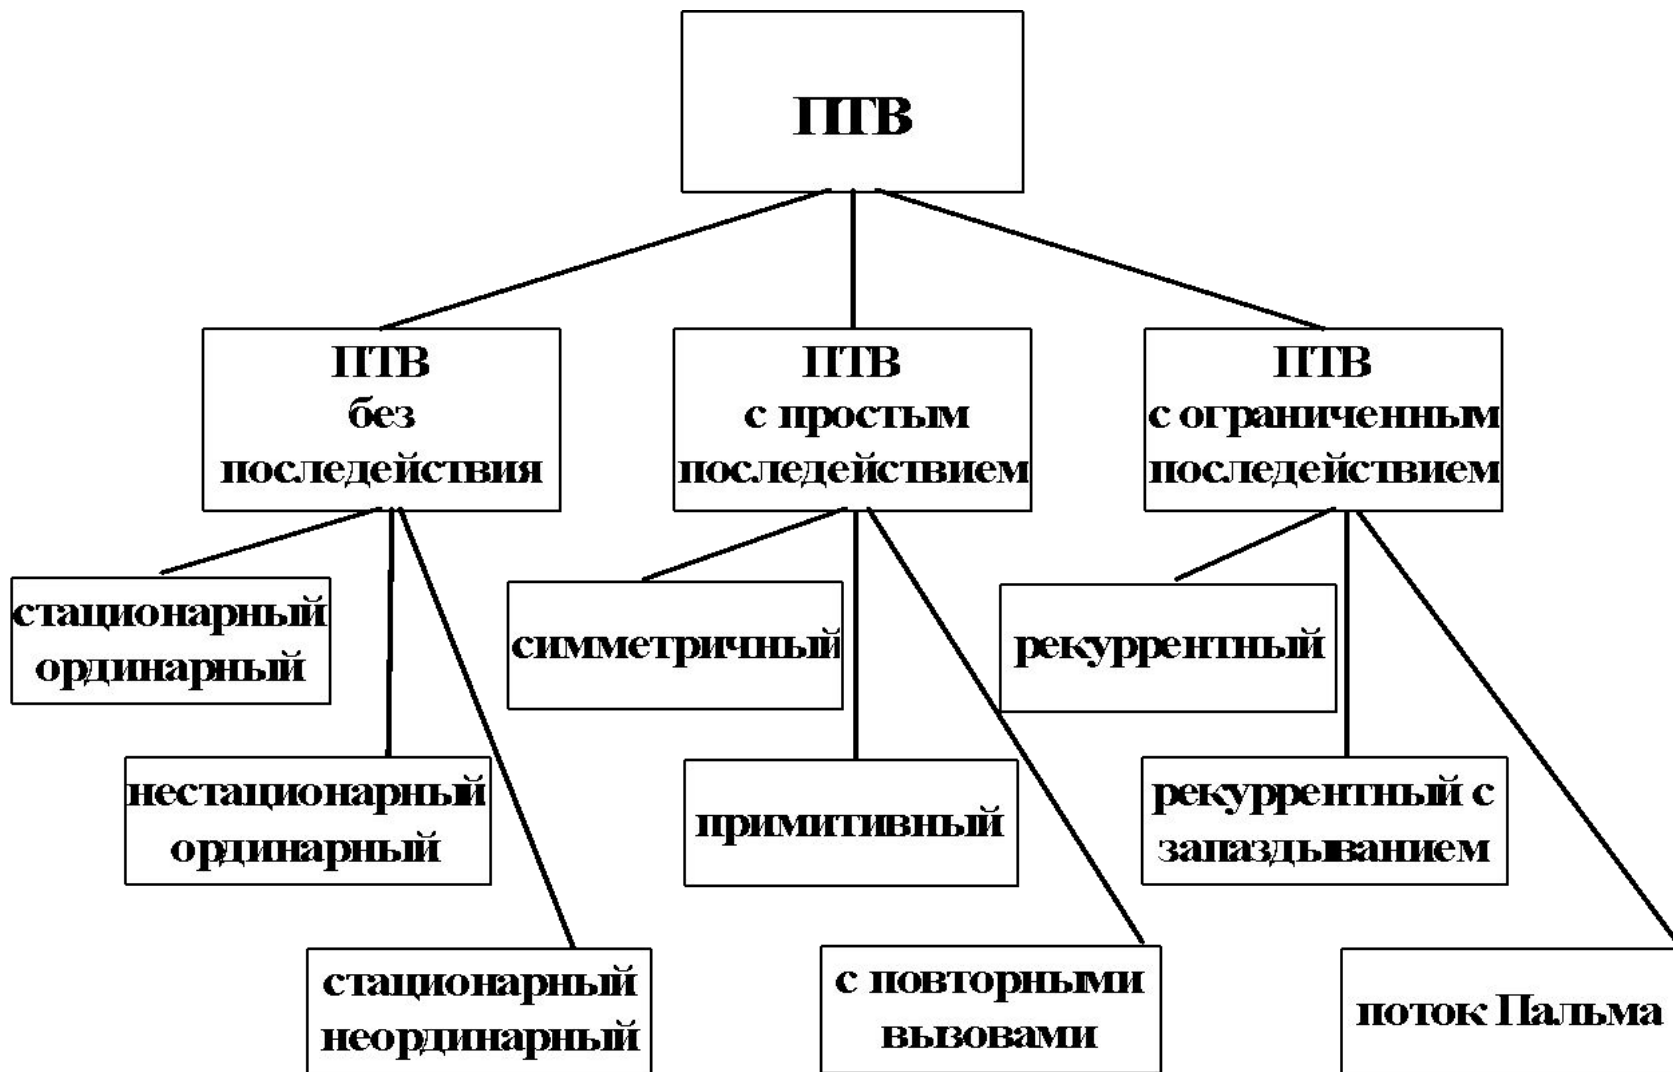 ПТВ
ПТВ
без
последействия
ПТВ
с простым
последействием
ПТВ
с ограниченным
последействием
стационарный
ординарный
симметричный
рекуррентный
нестационарный
ординарный
примитивный
рекуррентный с
запаздыванием
стационарный
неординарный
с повторными
вызовами
поток Пальма